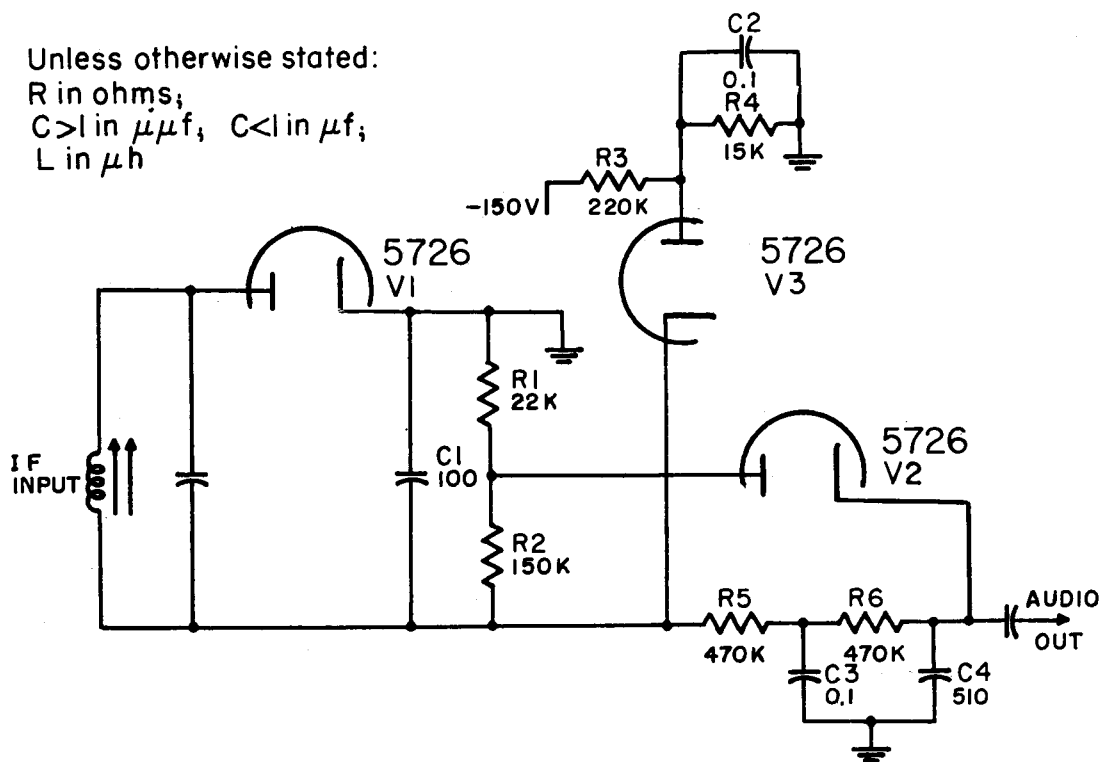 Unless otherwise stated:
R in ohms;
C>1 in μμf; C<1 in μf;
L in μh
C2
0.1
R4
15K
R3
220K
-150V
5726
V1
5726
V3
R1
22K
C1
100
IF
INPUT
5726
V2
R2
150K
R5
470K
R6
470K
AUDIO
OUT
C3
0.1
C4
510